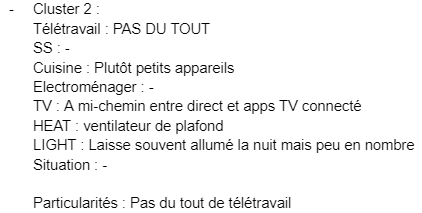 - Cluster 2 :
Télétravail : PAS DU TOUT
SS : -
Cuisine : Plutôt petits appareils
Electroménager : -
TV : A mi-chemin entre direct et apps TV connecté
HEAT : ventilateur de plafond
LIGHT : Laisse souvent allumé la nuit mais peu en nombre
Situation : -
Particularités : Pas du tout de télétravail